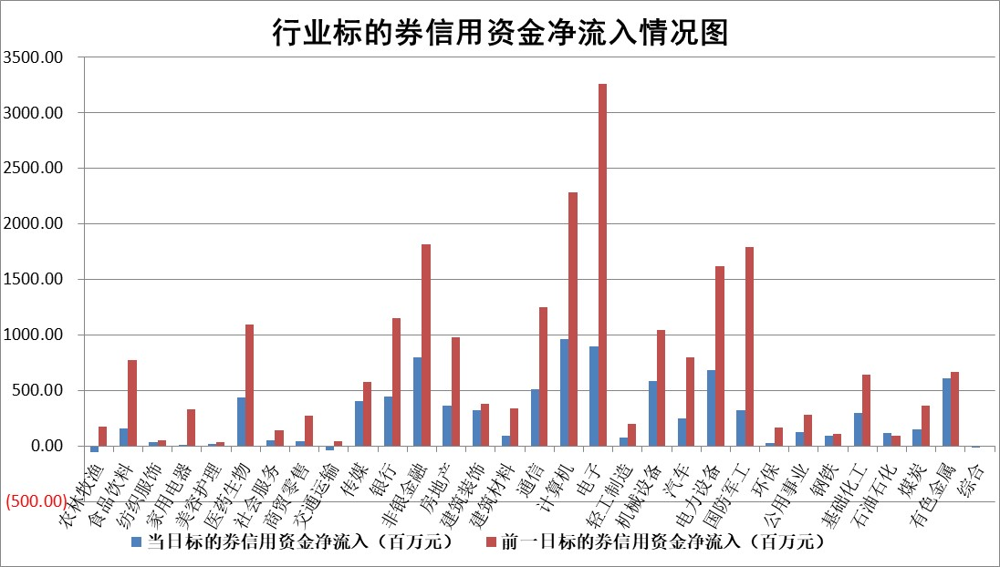 行业标的券信用资金净流入情况图
3500.00
3000.00
2500.00
2000.00
1500.00
1000.00
500.00
0.00
(500.00)
农林牧渔
食品饮料
纺织服饰
家用电器
美容护理
医药生物
社会服务
商贸零售
交通运输
传媒
银行
非银金融
房地产
建筑装饰
建筑材料
通信
计算机
电子
轻工制造
机械设备
汽车
电力设备
国防军工
环保
公用事业
钢铁
基础化工
石油石化
煤炭
有色金属
综合
当日标的券信用资金净流入（百万元）
前一日标的券信用资金净流入（百万元）